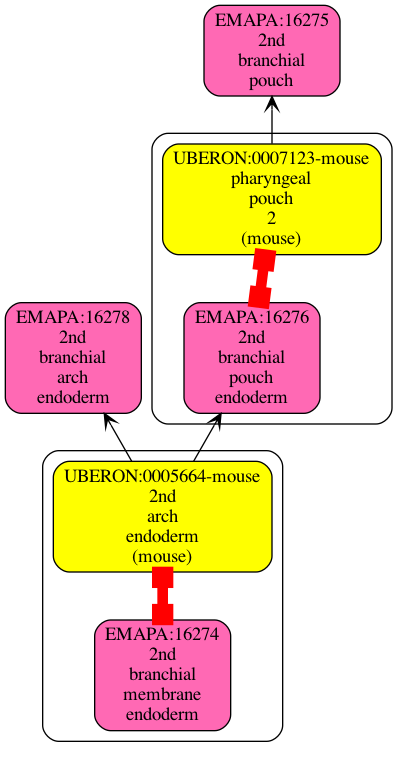 EMAPA:16275
2nd
branchial
pouch
UBERON:0007123-mouse
pharyngeal
pouch
2
(mouse)
EMAPA:16278
2nd
branchial
arch
endoderm
EMAPA:16276
2nd
branchial
pouch
endoderm
UBERON:0005664-mouse
2nd
arch
endoderm
(mouse)
EMAPA:16274
2nd
branchial
membrane
endoderm